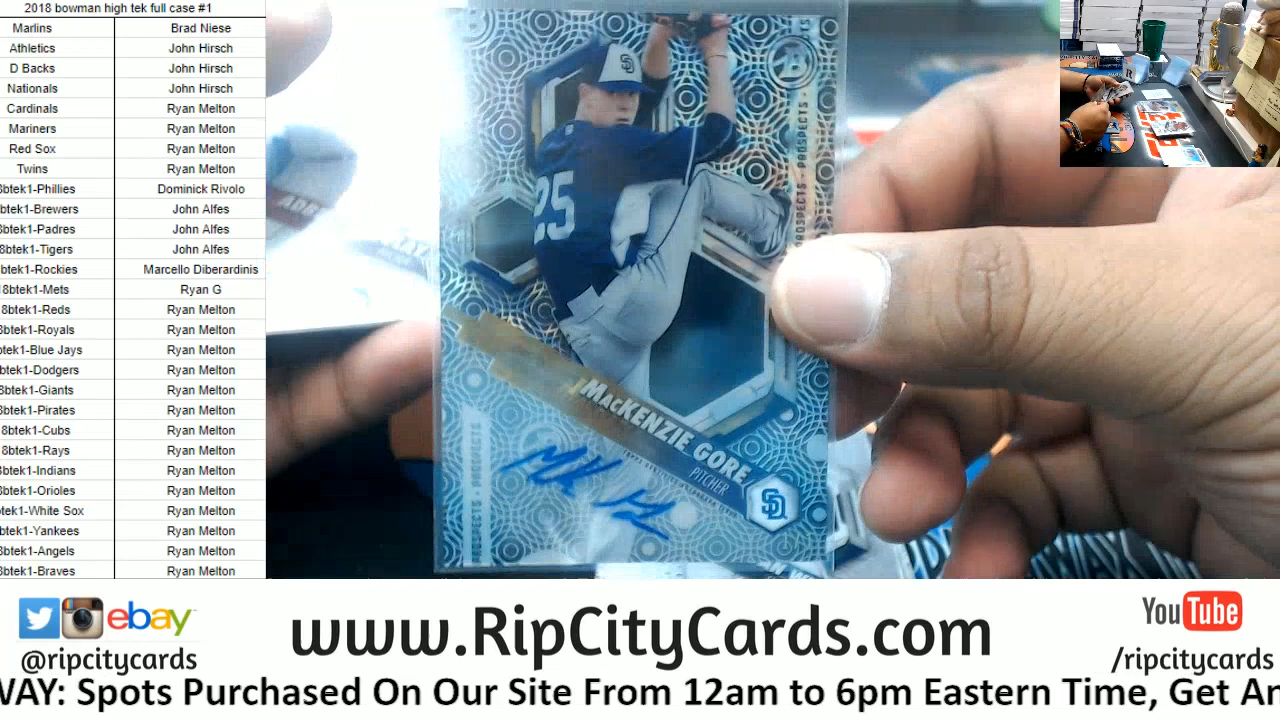 2018 bowman high tek full case #1
Marlins Brad Niese
Athletics John Hirsch
D Backs John Hirsch
Nationals John Hirsch
Cardinals Ryan Melton
Mariners Ryan Melton
Red Sox Ryan Melton
Twins Ryan Melton
8btek1-Phillies Dominick Rivolo
btek1-Brewers John Alfes
btek1-Padres John Alfes
8btek1-Tigers John Alfes
btek1-Rockies Marcello Diberardinis
8btek1-Mets Ryan G
8btek1-Reds Ryan Melton
8btek1-Royals Ryan Melton
tek1-Blue Jays Ryan Melton
btek1-Dodgers Ryan Melton
8btek1-Giants Ryan Melton
8btek1-Pirates Ryan Melton
8btek1-Cubs Ryan Melton
8btek1-Rays Ryan Melton
8btek1-Indians Ryan Melton
8btek1-Orioles Ryan Melton
tek1-White Sox Ryan Melton
btek1-Yankees Ryan Melton
8btek1-Angels Ryan Melton
8btek1-Braves Ryan Melton
B
PROSPECTS · PROSPECTS
SD
25
MACKENZIE GORE
PITCHER
SD
ebay
@ripcitycards
www.RipCityCards.com
YouTube
/ripcitycards
WAY: Spots Purchased On Our Site From 12am to 6pm Eastern Time, Get An